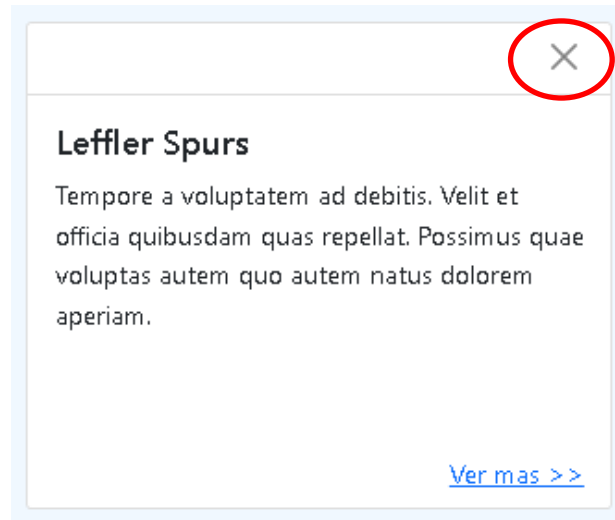 Leffler Spurs
Tempore a voluptatem ad debitis. Velit et
officia quibusdam quas repellat. Possimus quae
voluptas autem quo autem natus dolorem
aperiam.
Ver mas >>